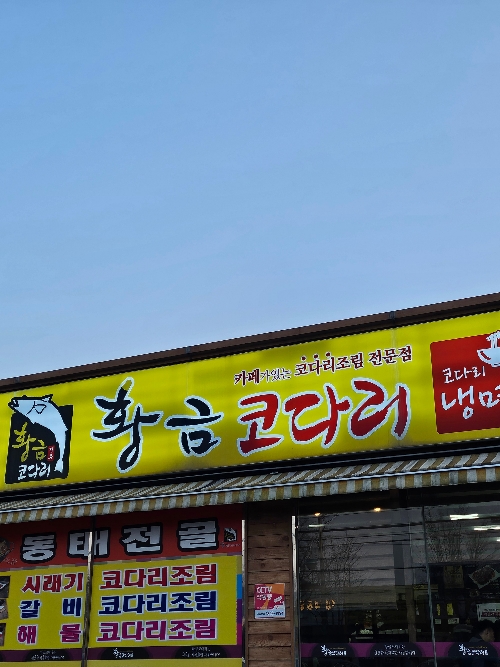 카페가있는 코다리조림 전문점
황금코다리
황금
코다리
코다리
냉면
동태전골
시래기 코다리조림
갈비 코다리조림
해물 코다리조림
CCTV